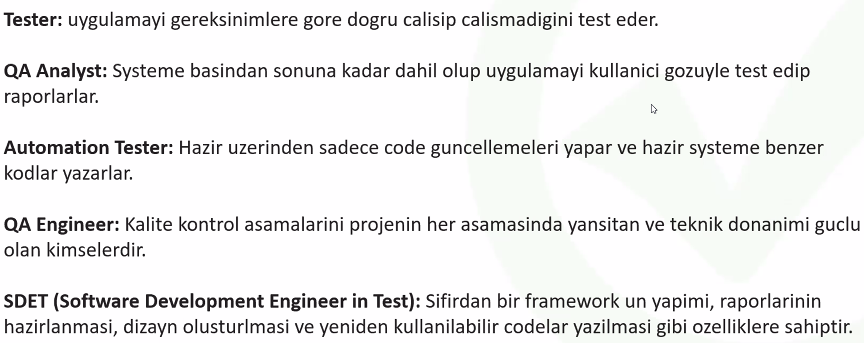 Tester: uygulamayi gereksinimlere gore dogru calisip calismadigini test eder.
QA Analyst: Systeme basindan sonuna kadar dahil olup uygulamayi kullanici gozuyle test edip
raporlarlar.
Automation Tester: Hazir uzerinden sadece code guncellemeleri yapar ve hazir systeme benzer
kodlar yazarlar.
QA Engineer: Kalite kontrol asamalarini projenin her asamasinda yansitan ve teknik donanimi guclu
olan kimselerdir.
SDET (Software Development Engineer in Test): Sifirdan bir framework un yapimi, raporlarinin
hazirlanmasi, dizayn olusturlmasi ve yeniden kullanilabilir codelar yazilmasi gibi ozelliklere sahiptir.